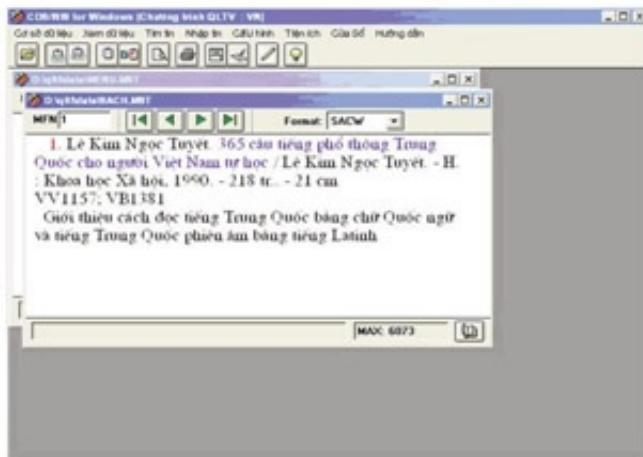 CDS/ISIS for Windows (Chương trình QLTV : VN)
Cơ sở dữ liệu Xem dữ liệu Tìm tin Nhập tin Cấu hình Tiện ích Cửa Sổ Hướng dẫn
MFN 1 Format: SACW
1. Lê Kim Ngọc Tuyết. 365 câu tiếng phổ thông Trung
Quốc cho người Việt Nam tự học / Lê Kim Ngọc Tuyết. - H.
: Khoa học Xã hội, 1990. - 218 tr.. - 21 cm
VV1157; VB1381
Giới thiệu cách đọc tiếng Trung Quốc bằng chữ Quốc ngữ
và tiếng Trung Quốc phiên âm bằng tiếng Latinh
MAX: 6073